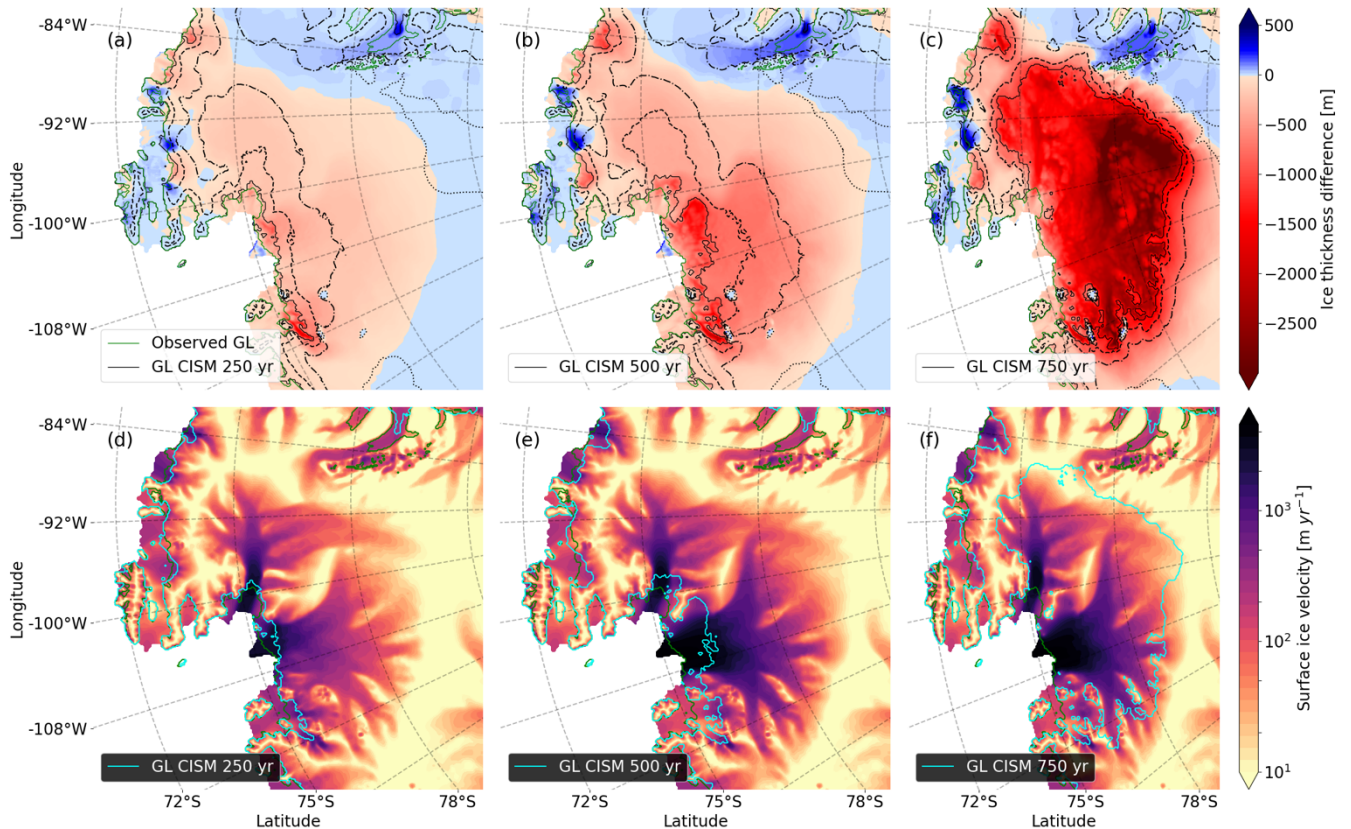 (a)
(b)
(c)
-84°W
-92°W
-100°W
-108°W
Longitude
Observed GL
GL CISM 250 yr
GL CISM 500 yr
GL CISM 750 yr
500
0
−500
−1000
−1500
−2000
−2500
Ice thickness difference [m]
(d)
(e)
(f)
-84°W
-92°W
-100°W
-108°W
Longitude
GL CISM 250 yr
GL CISM 500 yr
GL CISM 750 yr
10³
10²
10¹
Surface ice velocity [m yr⁻¹]
72°S 75°S 78°S
72°S 75°S 78°S
72°S 75°S 78°S
Latitude
Latitude
Latitude